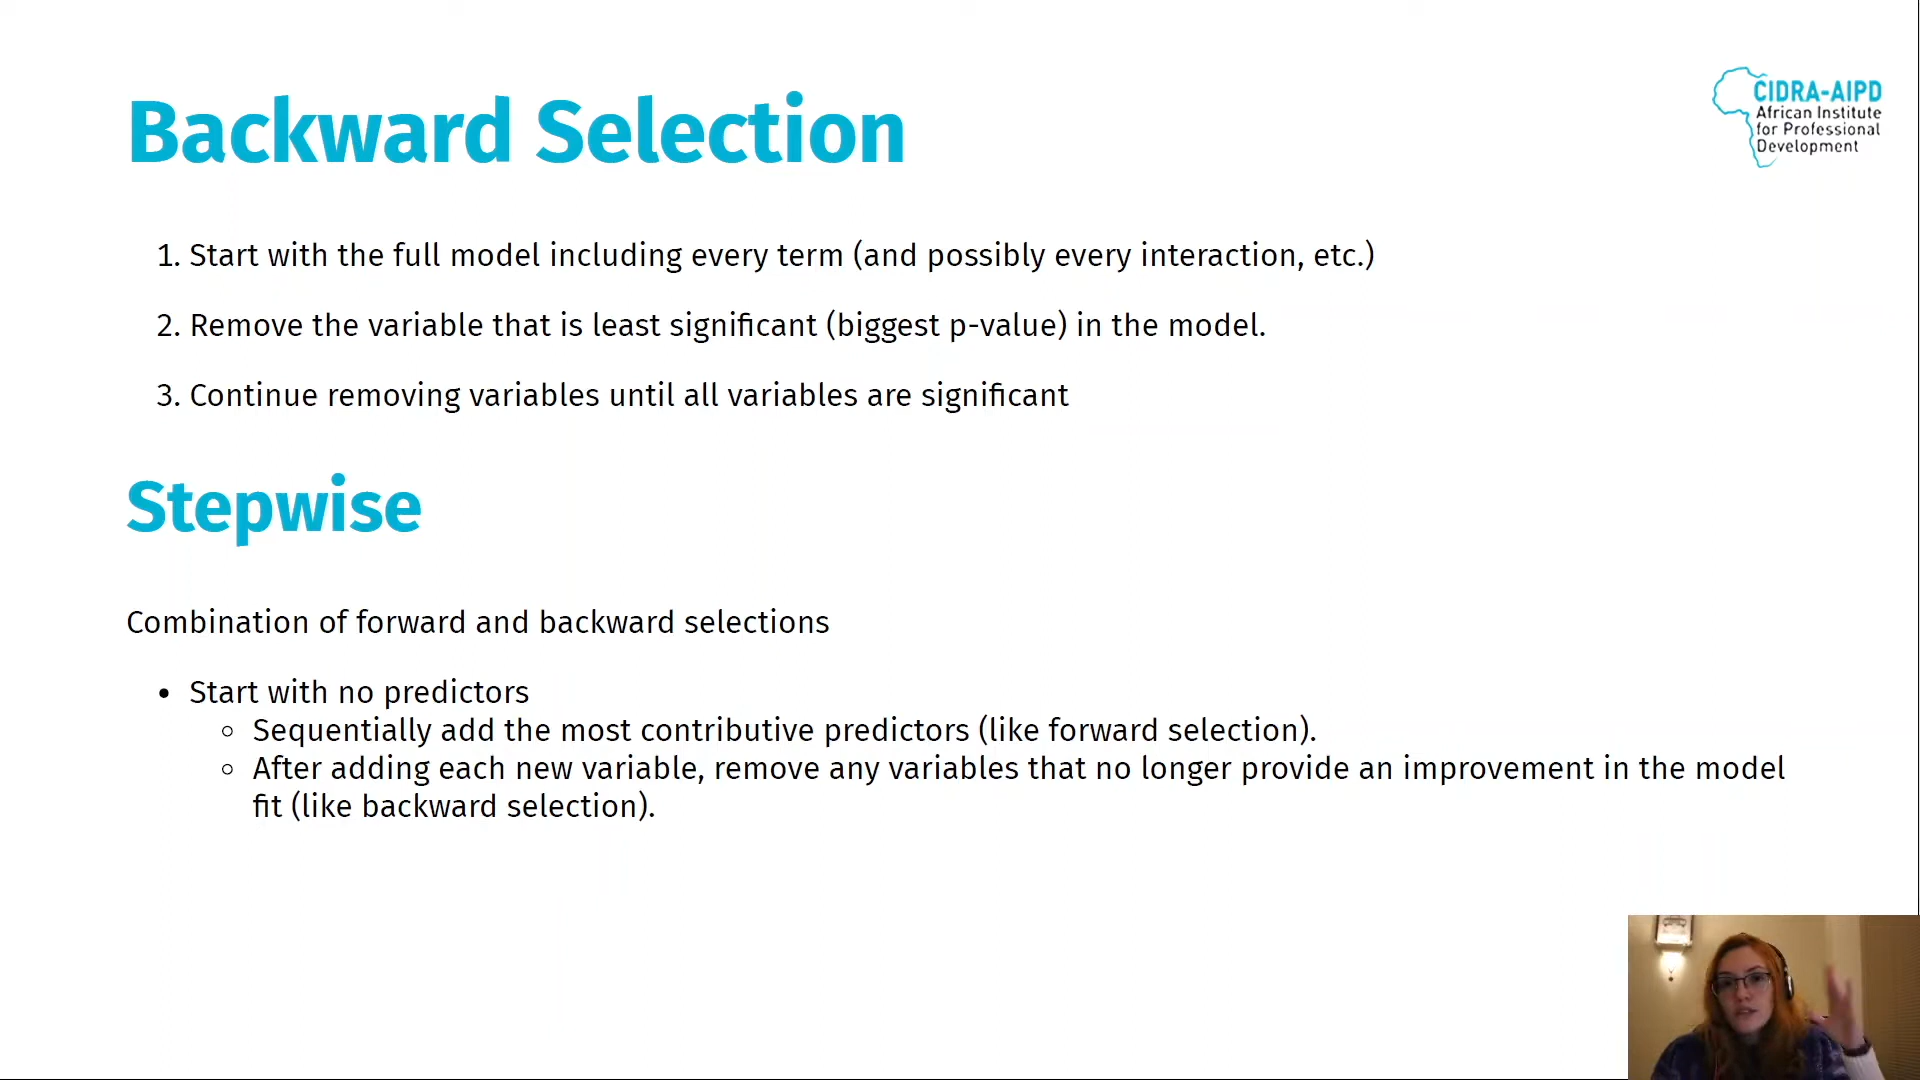 Backward Selection
CIDRA-AIPD
African Institute
for Professional
Development
1. Start with the full model including every term (and possibly every interaction, etc.)
2. Remove the variable that is least significant (biggest p-value) in the model.
3. Continue removing variables until all variables are significant
Stepwise
Combination of forward and backward selections
• Start with no predictors
◦ Sequentially add the most contributive predictors (like forward selection).
◦ After adding each new variable, remove any variables that no longer provide an improvement in the model
fit (like backward selection).